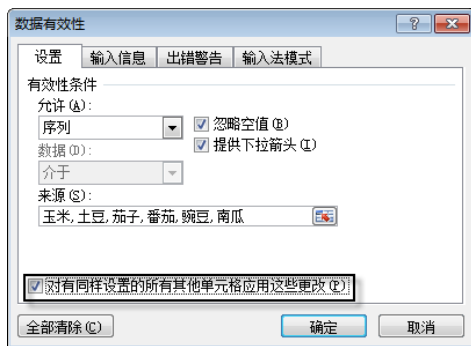 数据有效性
设置 输入信息 出错警告 输入法模式
有效性条件
允许(A):
序列 忽略空值(B)
数据(D): 提供下拉箭头(I)
介于
来源(S):
玉米,土豆,茄子,番茄,豌豆,南瓜
对有同样设置的所有其他单元格应用这些更改(P)
全部清除(C) 确定 取消